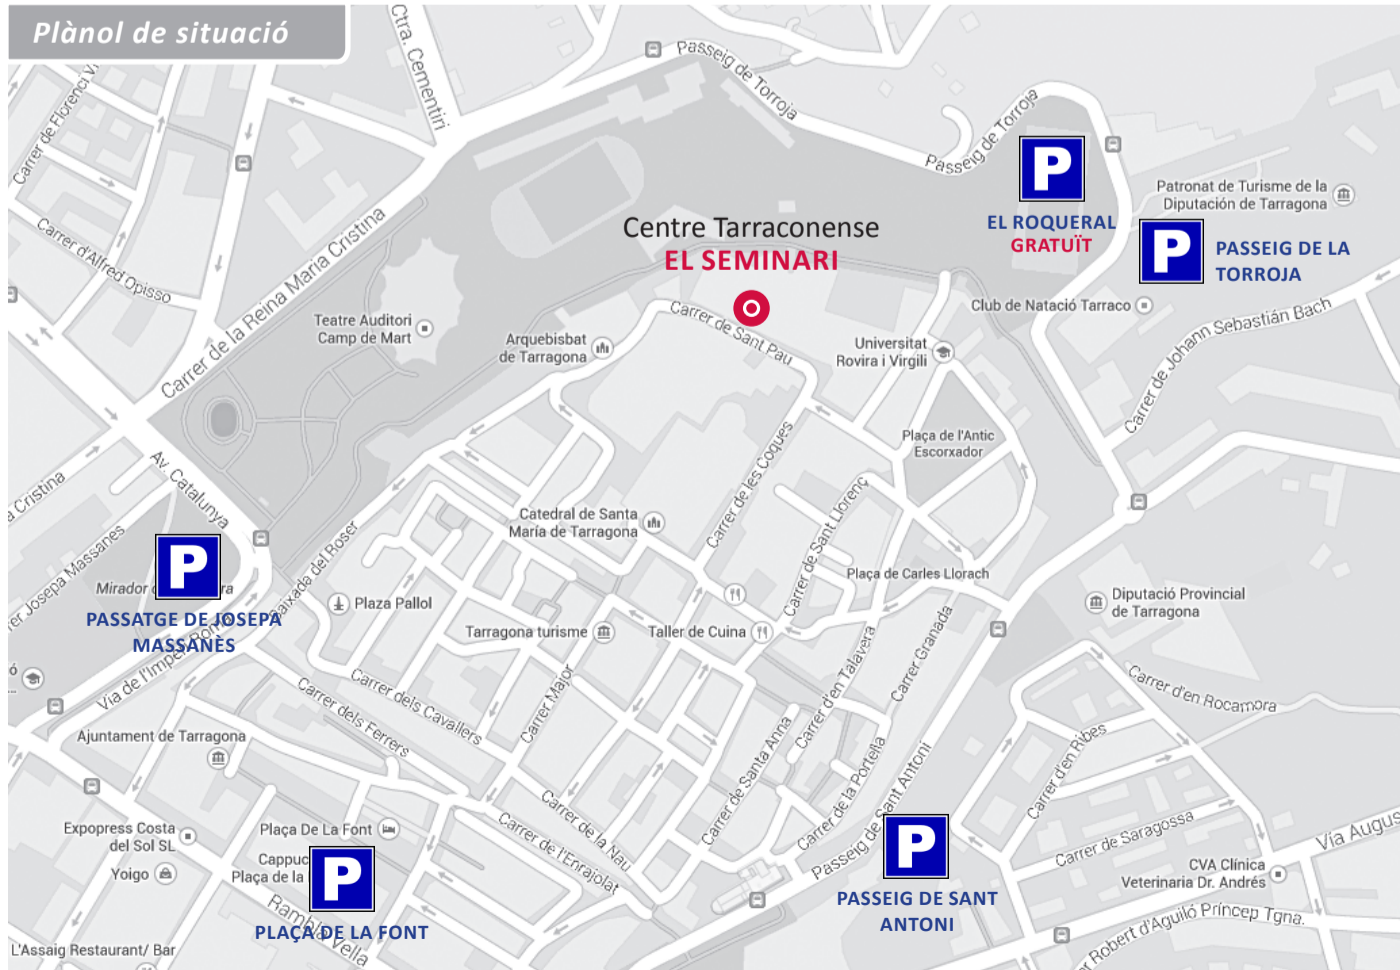 Plànol de situació
Ctra. Cementiri
Passeig de Torroja
Carrer de Florenci V
Passeig de Torroja
P
EL ROQUERAL
GRATUÏT
Patronat de Turisme de la
Diputación de Tarragona
P
PASSEIG DE LA
TORROJA
Centre Tarraconense
EL SEMINARI
Carrer d'Alfred Opisso
Carrer de la Reina Maria Cristina
Teatre Auditori
Camp de Mart
Arquebisbat
de Tarragona
Carrer de Sant Pau
Universitat
Rovira i Virgili
Club de Natació Tarraco
Carrer de Johann Sebastián Bach
Plaça de l'Antic
Escorxador
Av. Catalunya
a Cristina
Carrer de les Coques
Carrer de Sant Llorenç
Catedral de Santa
María de Tarragona
er Josepa Massanes
P
Mirador
ra
PASSATGE DE JOSEPA
MASSANÈS
Baixada del Roser
Plaza Pallol
Plaça de Carles Llorach
Diputació Provincial
de Tarragona
Tarragona turisme
Taller de Cuina
ó
Vía de l'Imperi Romà
Carrer dels Cavallers
Carrer dels Ferrers
Carrer Major
Carrer d'en Talavera
Carrer Granada
Carrer d'en Rocamora
Carrer d'en Ribes
Ajuntament de Tarragona
Carrer de Santa Anna
Carrer de la Portella
Passeig de Sant Antoni
Expopress Costa
del Sol SL
Plaça De La Font
Carrer de la Nau
Carrer de l'Enrajolat
P
PASSEIG DE SANT
ANTONI
Carrer de Saragossa
Vía Augus
CVA Clínica
Veterinaria Dr. Andrés
Yoigo
Cappuc
Plaça de la
P
PLAÇA DE LA FONT
Rambla Vella
er Robert d'Aguiló Príncep Tgna.
L'Assaig Restaurant/ Bar